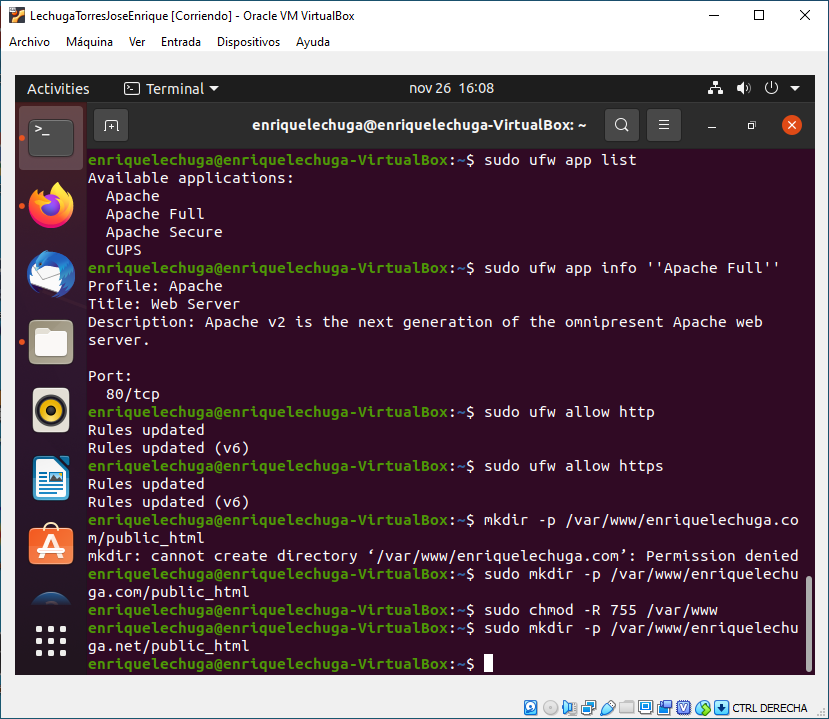 LechugaTorresJoseEnrique [Corriendo] - Oracle VM VirtualBox
Archivo Máquina Ver Entrada Dispositivos Ayuda
Activities Terminal nov 26 16:08
enriquelechuga@enriquelechuga-VirtualBox: ~
enriquelechuga@enriquelechuga-VirtualBox:~$ sudo ufw app list
Available applications:
  Apache
  Apache Full
  Apache Secure
  CUPS
enriquelechuga@enriquelechuga-VirtualBox:~$ sudo ufw app info ''Apache Full''
Profile: Apache
Title: Web Server
Description: Apache v2 is the next generation of the omnipresent Apache web
server.
Port:
  80/tcp
enriquelechuga@enriquelechuga-VirtualBox:~$ sudo ufw allow http
Rules updated
Rules updated (v6)
enriquelechuga@enriquelechuga-VirtualBox:~$ sudo ufw allow https
Rules updated
Rules updated (v6)
enriquelechuga@enriquelechuga-VirtualBox:~$ mkdir -p /var/www/enriquelechuga.co
m/public_html
mkdir: cannot create directory ‘/var/www/enriquelechuga.com’: Permission denied
enriquelechuga@enriquelechuga-VirtualBox:~$ sudo mkdir -p /var/www/enriquelechu
ga.com/public_html
enriquelechuga@enriquelechuga-VirtualBox:~$ sudo chmod -R 755 /var/www
enriquelechuga@enriquelechuga-VirtualBox:~$ sudo mkdir -p /var/www/enriquelechu
ga.net/public_html
enriquelechuga@enriquelechuga-VirtualBox:~$
CTRL DERECHA